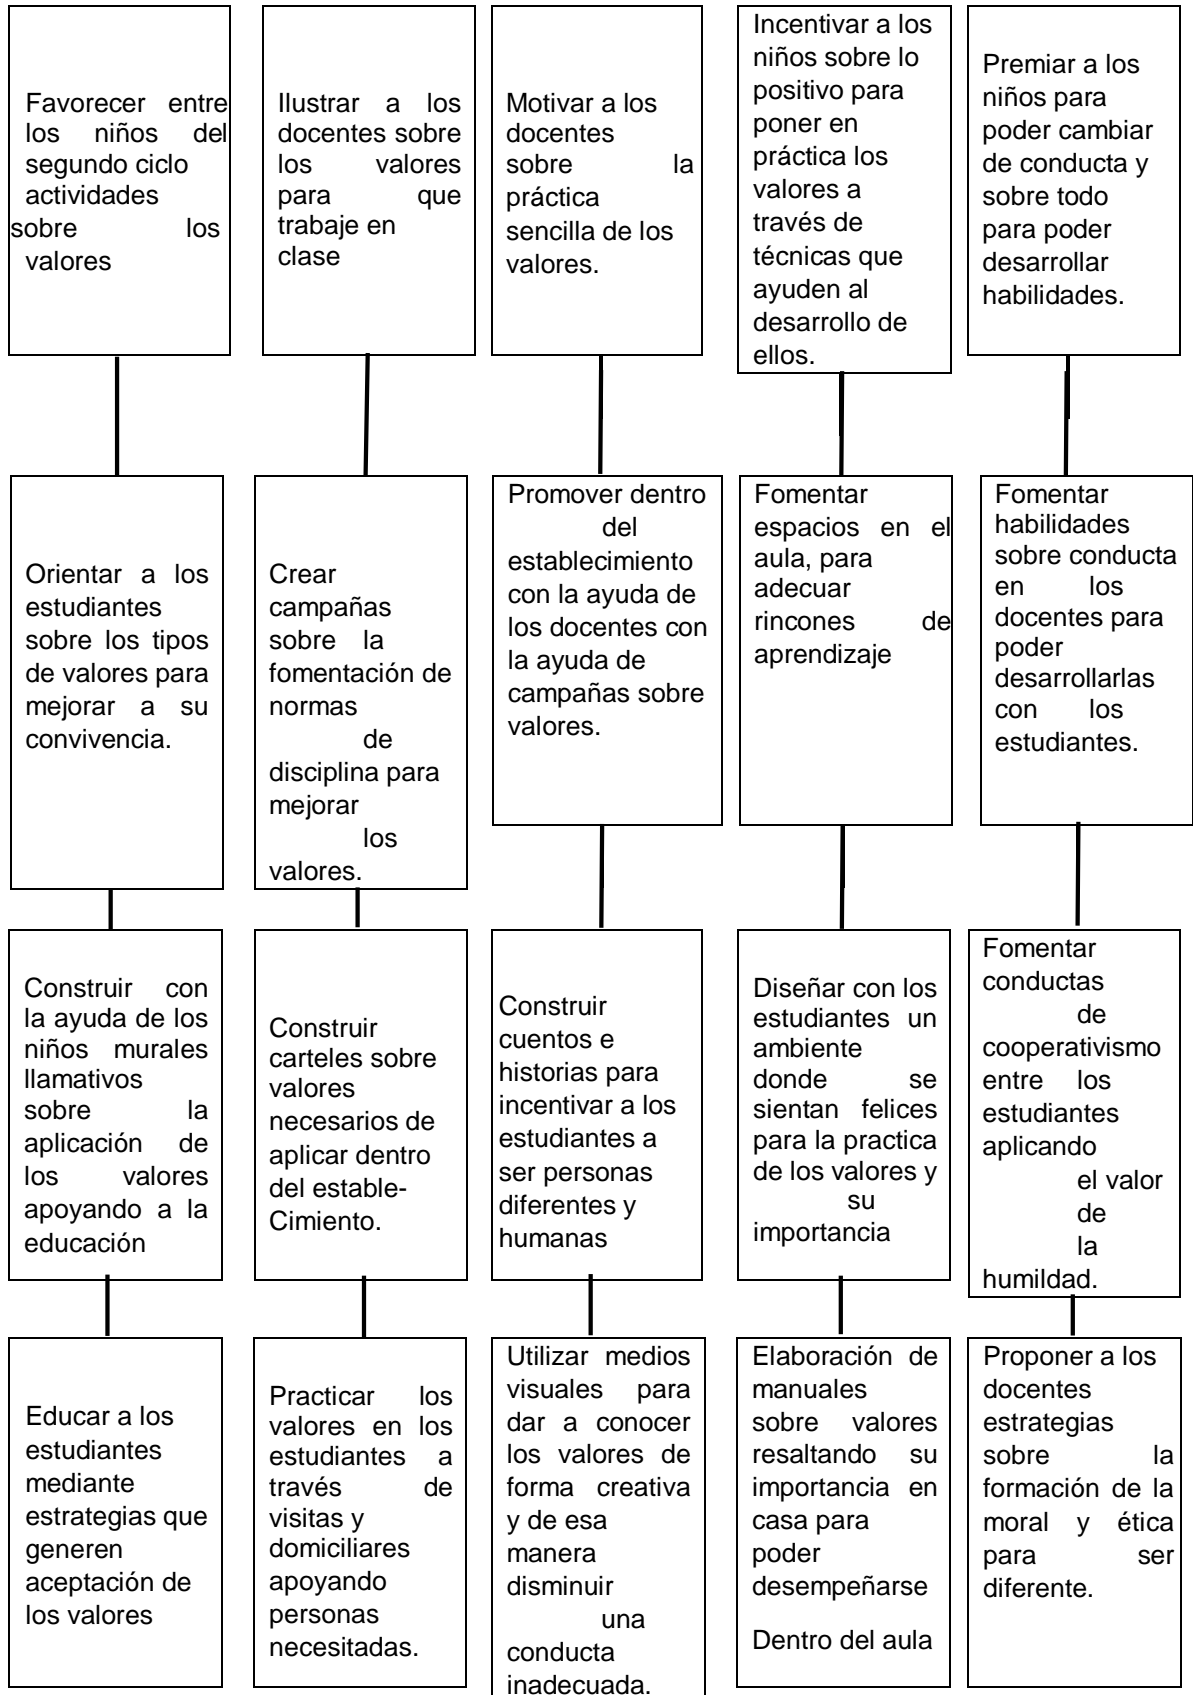 Favorecer entre
los niños del
segundo ciclo
actividades
sobre los
valores
Ilustrar a los
docentes sobre
los valores
para que
trabaje en
clase
Motivar a los
docentes
sobre la
práctica
sencilla de los
valores.
Incentivar a los
niños sobre lo
positivo para
poner en
práctica los
valores a
través de
técnicas que
ayuden al
desarrollo de
ellos.
Premiar a los
niños para
poder cambiar
de conducta y
sobre todo
para poder
desarrollar
habilidades.
Orientar a los
estudiantes
sobre los tipos
de valores para
mejorar a su
convivencia.
Crear
campañas
sobre la
fomentación de
normas
de
disciplina para
mejorar
los
valores.
Promover dentro
del
establecimiento
con la ayuda de
los docentes con
la ayuda de
campañas sobre
valores.
Fomentar
espacios en el
aula, para
adecuar
rincones de
aprendizaje
Fomentar
habilidades
sobre conducta
en los
docentes para
poder
desarrollarlas
con los
estudiantes.
Construir con
la ayuda de los
niños murales
llamativos
sobre la
aplicación de
los valores
apoyando a la
educación
Construir
carteles sobre
valores
necesarios de
aplicar dentro
del estable-
Cimiento.
Construir
cuentos e
historias para
incentivar a los
estudiantes a
ser personas
diferentes y
humanas
Diseñar con los
estudiantes un
ambiente
donde se
sientan felices
para la practica
de los valores y
su
importancia
Fomentar
conductas
de
cooperativismo
entre los
estudiantes
aplicando
el valor
de
la
humildad.
Educar a los
estudiantes
mediante
estrategias que
generen
aceptación de
los valores
Practicar los
valores en los
estudiantes a
través de
visitas y
domiciliares
apoyando
personas
necesitadas.
Utilizar medios
visuales para
dar a conocer
los valores de
forma creativa
y de esa
manera
disminuir
una
conducta
inadecuada.
Elaboración de
manuales
sobre valores
resaltando su
importancia en
casa para
poder
desempeñarse
Dentro del aula
Proponer a los
docentes
estrategias
sobre la
formación de la
moral y ética
para ser
diferente.